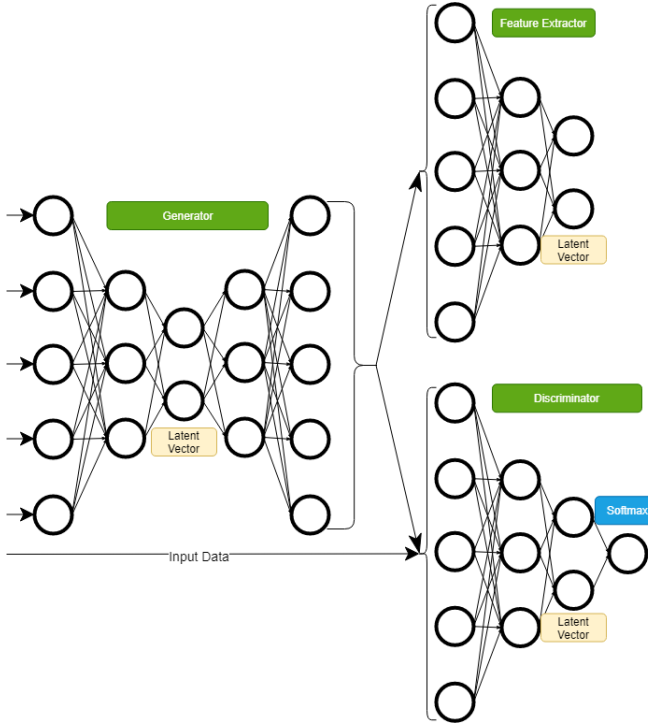 Feature Extractor
Generator
Latent
Vector
Discriminator
Latent
Vector
Softmax
Input Data
Latent
Vector